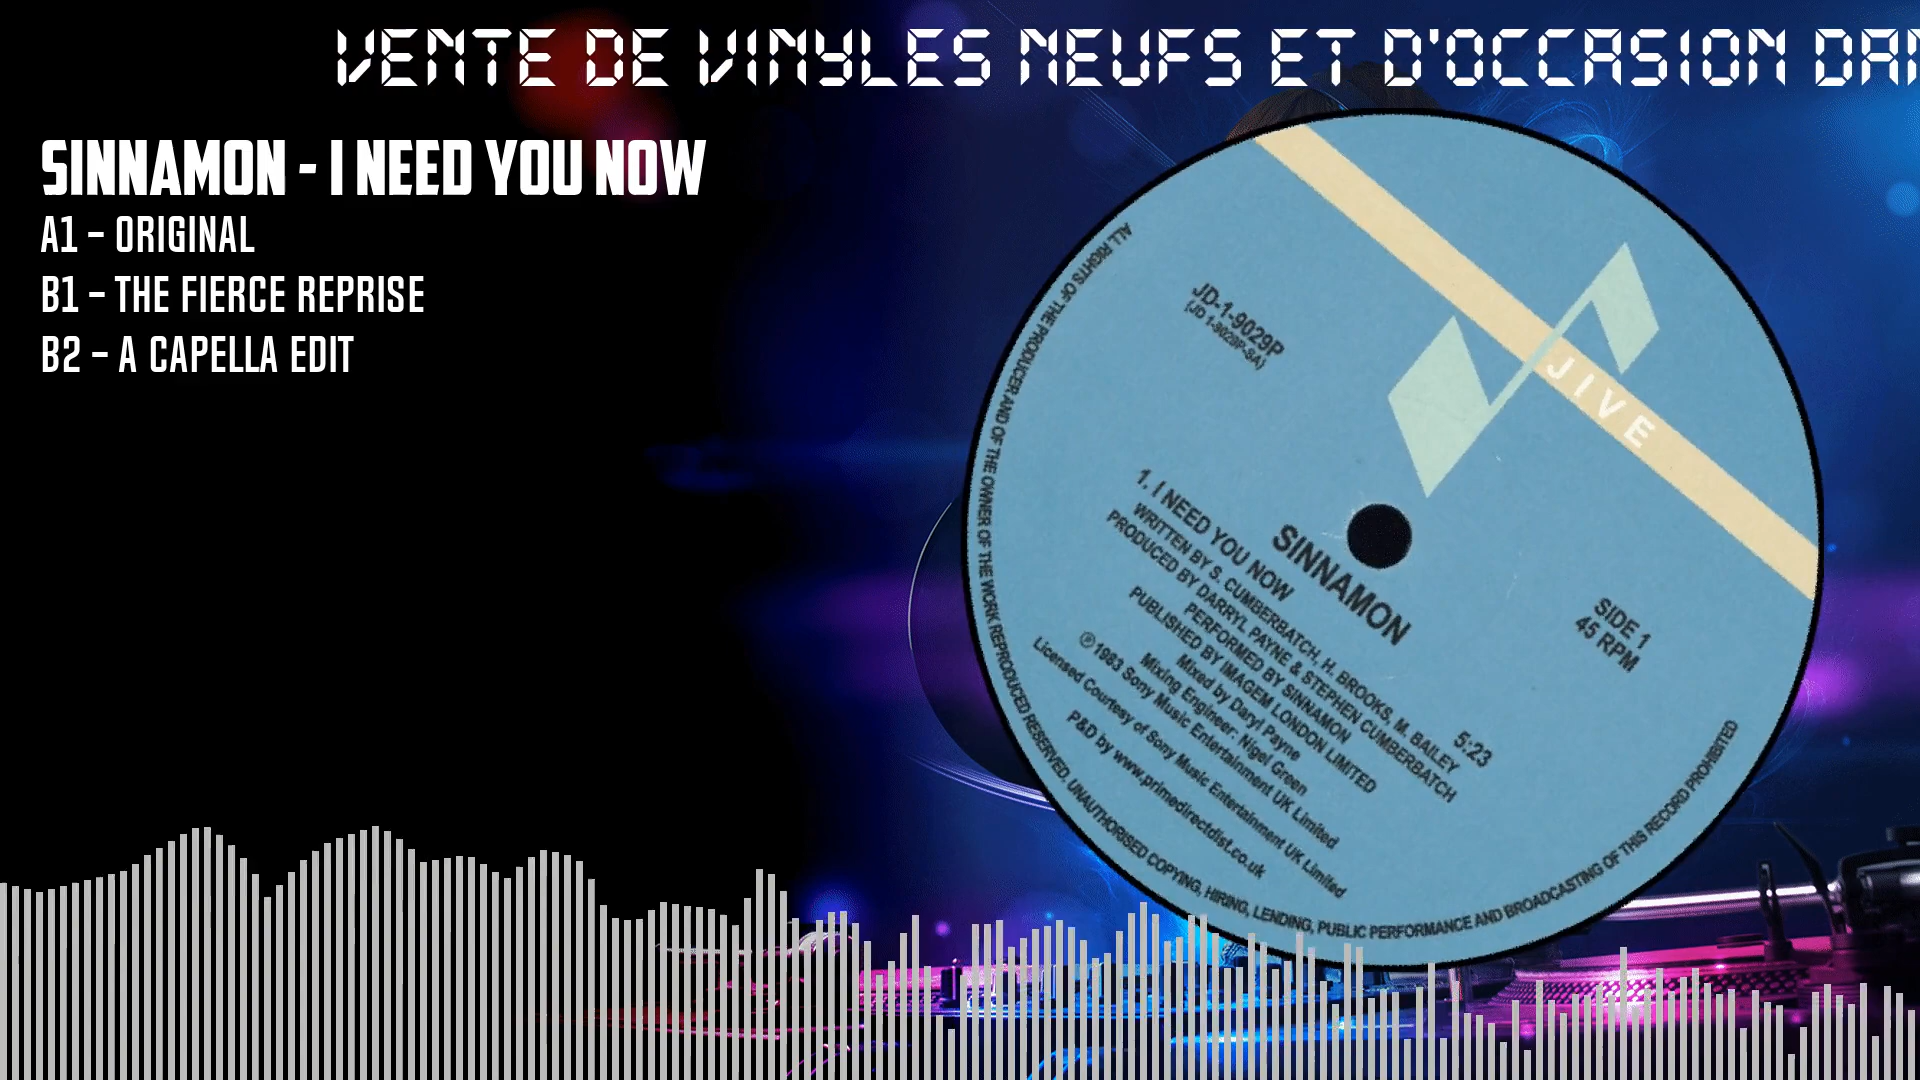 VENTE DE VINYLES NEUFS ET D'OCCASION DAN
SINNAMON - I NEED YOU NOW
A1 – ORIGINAL
B1 – THE FIERCE REPRISE
B2 – A CAPELLA EDIT
JD-1-9029P
(JD 1-9029P-SA)
JIVE
SINNAMON
SIDE 1
45 RPM
1. I NEED YOU NOW 5:23
WRITTEN BY S. CUMBERBATCH, H. BROOKS, M. BAILEY
PRODUCED BY DARRYL PAYNE & STEPHEN CUMBERBATCH
PERFORMED BY SINNAMON
PUBLISHED BY IMAGEM LONDON LIMITED
Mixed by Daryl Payne
Mixing Engineer: Nigel Green
℗ 1983 Sony Music Entertainment UK Limited
Licensed Courtesy of Sony Music Entertainment UK Limited
P&D by www.primedirectdist.co.uk
ALL RIGHTS OF THE PRODUCER AND OF THE OWNER OF THE WORK REPRODUCED RESERVED. UNAUTHORISED COPYING, HIRING, LENDING, PUBLIC PERFORMANCE AND BROADCASTING OF THIS RECORD PROHIBITED